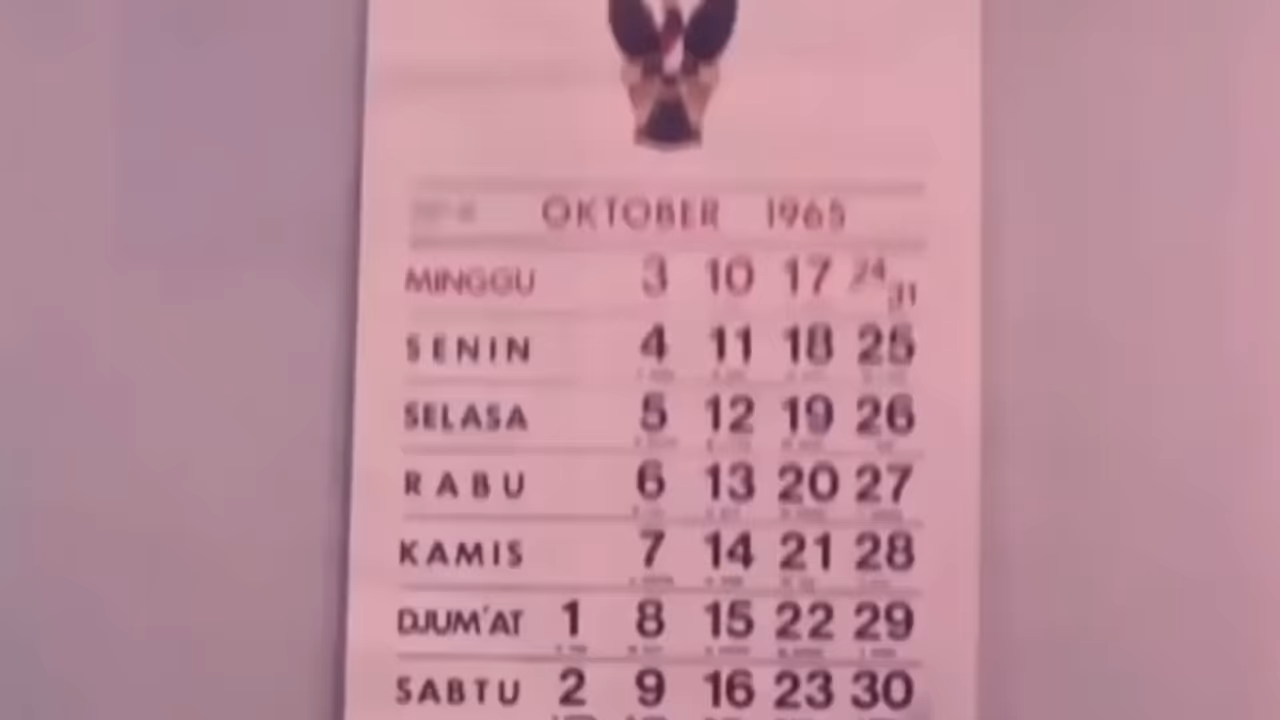 OKTOBER 1965
MINGGU 3 10 17 24 31
SENIN 4 11 18 25
SELASA 5 12 19 26
RABU 6 13 20 27
KAMIS 7 14 21 28
DJUM'AT 1 8 15 22 29
SABTU 2 9 16 23 30